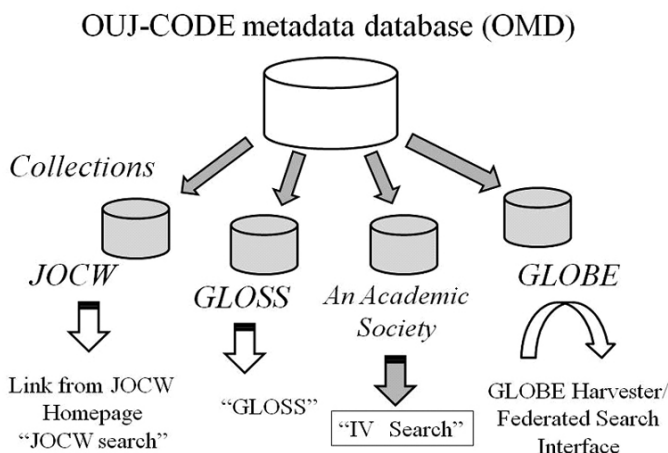 OUJ-CODE metadata database (OMD)
Collections
JOCW
GLOSS
An Academic
Society
GLOBE
Link from JOCW
Homepage
“JOCW search”
“GLOSS”
“IV Search”
GLOBE Harvester/
Federated Search
Interface